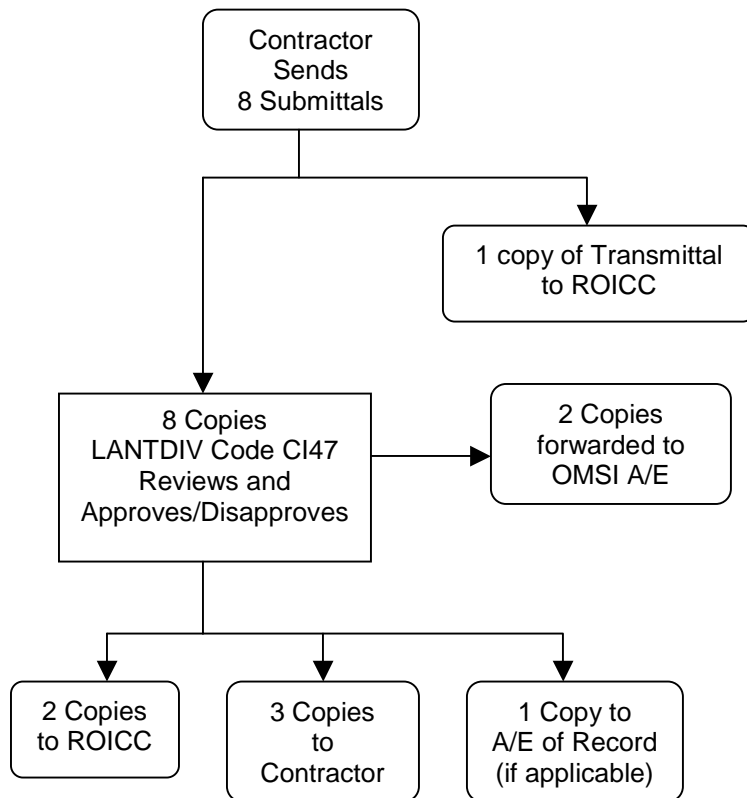 Contractor
Sends
8 Submittals
1 copy of Transmittal
to ROICC
8 Copies
LANTDIV Code CI47
Reviews and
Approves/Disapproves
2 Copies
forwarded to
OMSI A/E
2 Copies
to ROICC
3 Copies
to
Contractor
1 Copy to
A/E of Record
(if applicable)